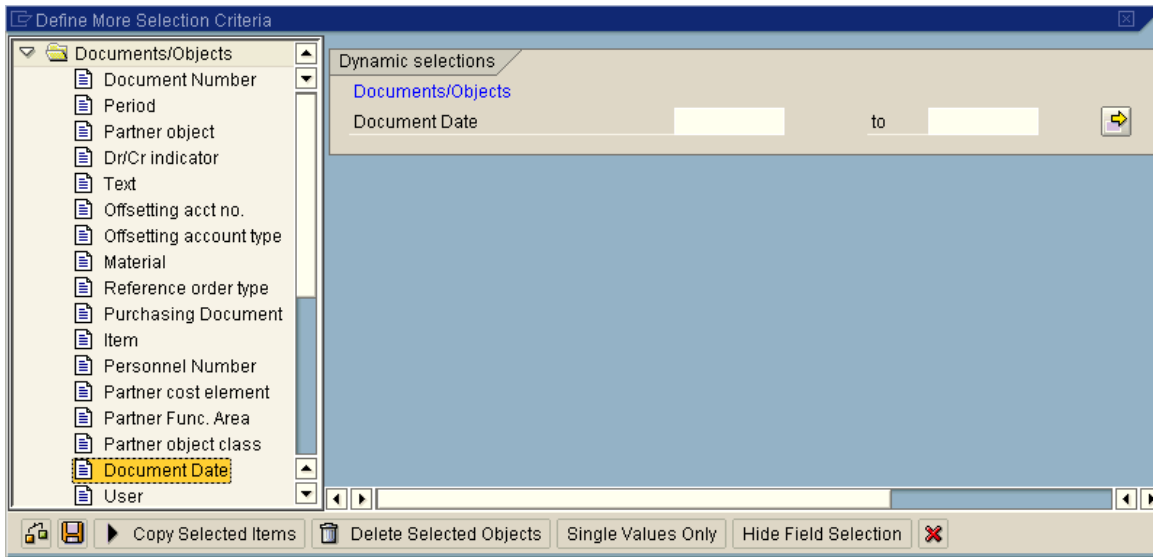 Define More Selection Criteria
Documents/Objects
Document Number
Period
Partner object
Dr/Cr indicator
Text
Offsetting acct no.
Offsetting account type
Material
Reference order type
Purchasing Document
Item
Personnel Number
Partner cost element
Partner Func. Area
Partner object class
Document Date
User
Dynamic selections
Documents/Objects
Document Date to
Copy Selected Items Delete Selected Objects Single Values Only Hide Field Selection